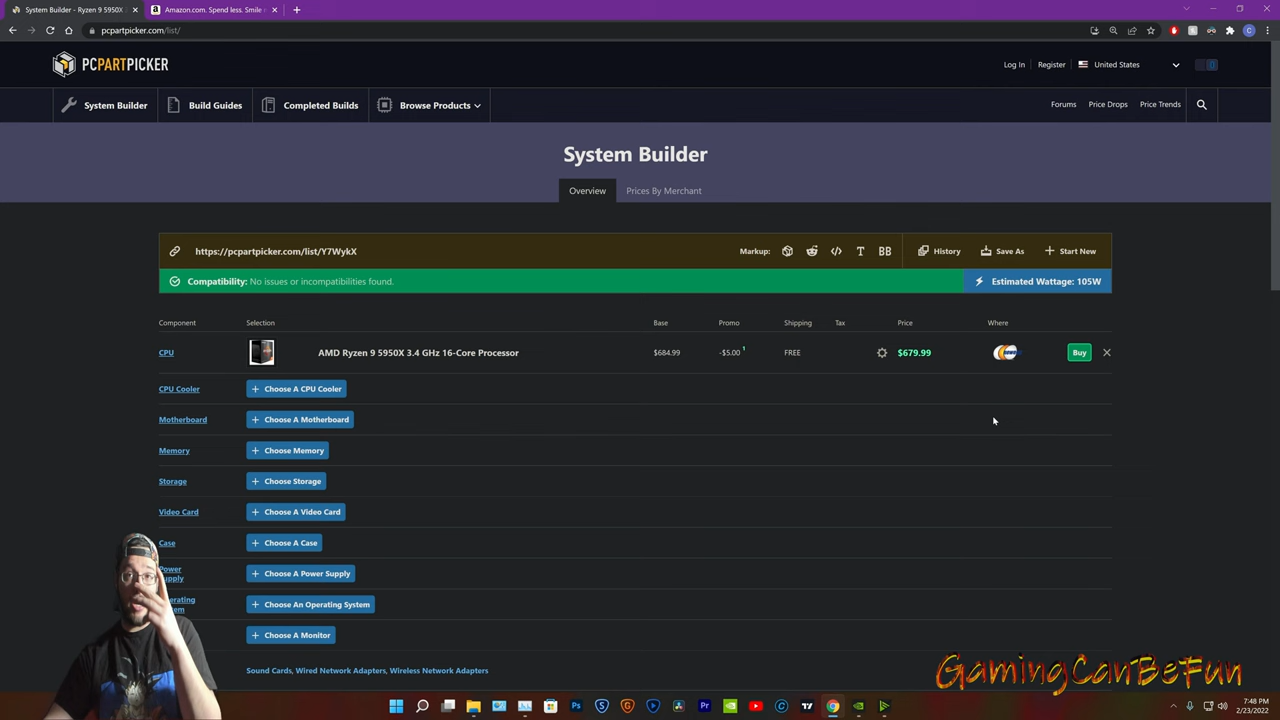 System Builder - Ryzen 9 5950X
Amazon.com. Spend less. Smile
pcpartpicker.com/list/
PCPARTPICKER
Log In
Register
United States
System Builder
Build Guides
Completed Builds
Browse Products
Forums
Price Drops
Price Trends
System Builder
Overview
Prices By Merchant
https://pcpartpicker.com/list/Y7WykX
Markup:
T
BB
History
Save As
+ Start New
Compatibility: No issues or incompatibilities found.
Estimated Wattage: 105W
Component
Selection
Base
Promo
Shipping
Tax
Price
Where
CPU
AMD Ryzen 9 5950X 3.4 GHz 16-Core Processor
$684.99
-$5.00 1
FREE
$679.99
Buy
CPU Cooler
+ Choose A CPU Cooler
Motherboard
+ Choose A Motherboard
Memory
+ Choose Memory
Storage
+ Choose Storage
Video Card
+ Choose A Video Card
Case
+ Choose A Case
Power
+ Choose A Power Supply
+ Choose An Operating System
+ Choose A Monitor
Sound Cards, Wired Network Adapters, Wireless Network Adapters
GamingCanBeFun
7:48 PM
2/23/2022